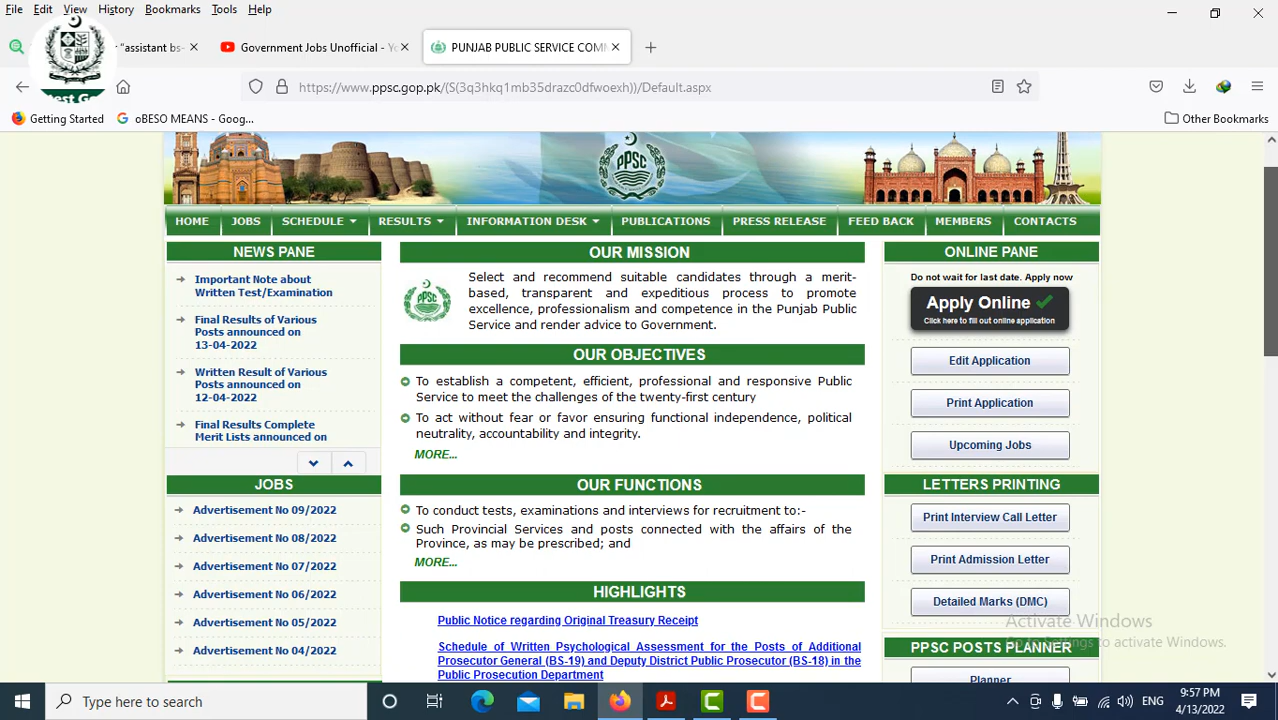 File Edit View History Bookmarks Tools Help
r "assistant bs- ×
Government Jobs Unofficial - Yo ×
PUNJAB PUBLIC SERVICE COMM ×
https://www.ppsc.gop.pk/(S(3q3hkq1mb35drazc0dfwoexh))/Default.aspx
Getting Started
oBESO MEANS - Goog...
Other Bookmarks
PPSC
HOME JOBS SCHEDULE RESULTS INFORMATION DESK PUBLICATIONS PRESS RELEASE FEED BACK MEMBERS CONTACTS
NEWS PANE
Important Note about
Written Test/Examination
Final Results of Various
Posts announced on
13-04-2022
Written Result of Various
Posts announced on
12-04-2022
Final Results Complete
Merit Lists announced on
JOBS
Advertisement No 09/2022
Advertisement No 08/2022
Advertisement No 07/2022
Advertisement No 06/2022
Advertisement No 05/2022
Advertisement No 04/2022
OUR MISSION
PPSC
Select and recommend suitable candidates through a merit-
based, transparent and expeditious process to promote
excellence, professionalism and competence in the Punjab Public
Service and render advice to Government.
OUR OBJECTIVES
To establish a competent, efficient, professional and responsive Public
Service to meet the challenges of the twenty-first century
To act without fear or favor ensuring functional independence, political
neutrality, accountability and integrity.
MORE...
OUR FUNCTIONS
To conduct tests, examinations and interviews for recruitment to:-
Such Provincial Services and posts connected with the affairs of the
Province, as may be prescribed; and
MORE...
HIGHLIGHTS
Public Notice regarding Original Treasury Receipt
Schedule of Written Psychological Assessment for the Posts of Additional
Prosecutor General (BS-19) and Deputy District Public Prosecutor (BS-18) in the
Public Prosecution Department
ONLINE PANE
Do not wait for last date. Apply now
Apply Online
Click here to fill out online application
Edit Application
Print Application
Upcoming Jobs
LETTERS PRINTING
Print Interview Call Letter
Print Admission Letter
Detailed Marks (DMC)
PPSC POSTS PLANNER
Planner
Activate Windows
Go to Settings to activate Windows.
Type here to search
ENG
9:57 PM
4/13/2022